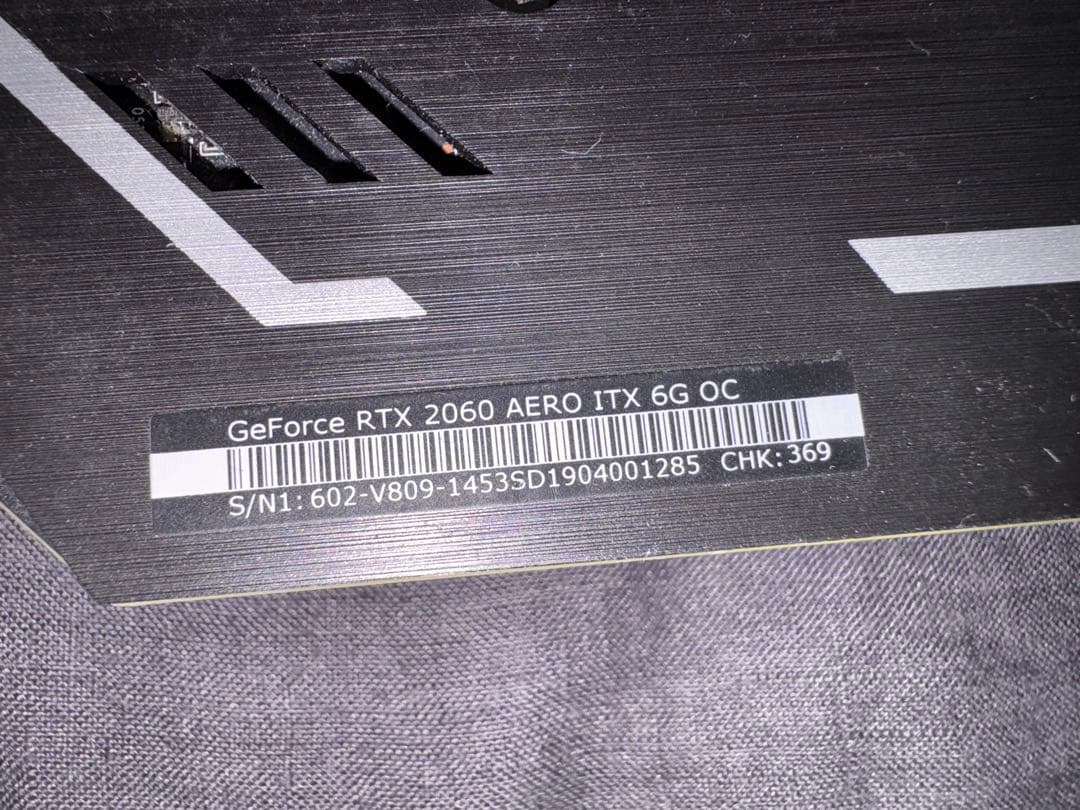 GeForce RTX 2060 AERO ITX 6G OC
S/N1: 602-V809-1453SD1904001285 CHK: 369